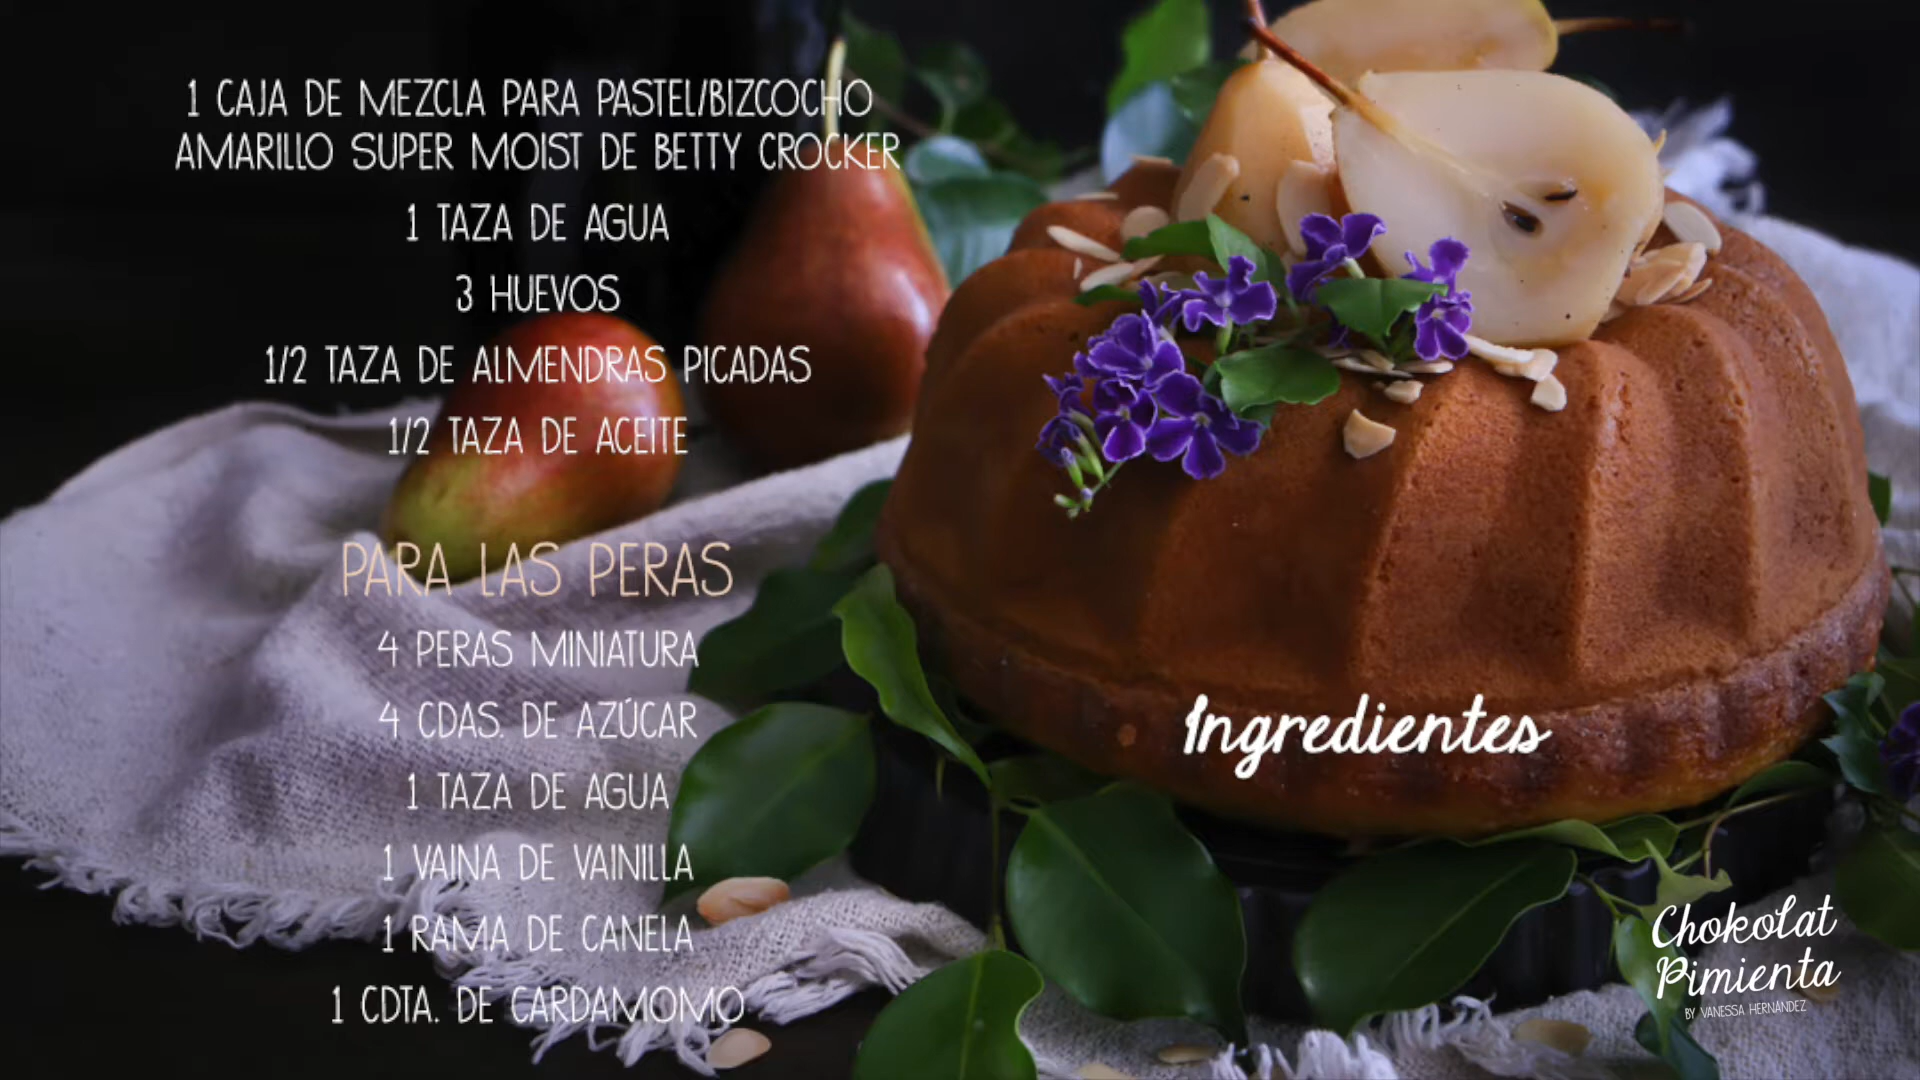 1 CAJA DE MEZCLA PARA PASTEL/BIZCOCHO
AMARILLO SUPER MOIST DE BETTY CROCKER
1 TAZA DE AGUA
3 HUEVOS
1/2 TAZA DE ALMENDRAS PICADAS
1/2 TAZA DE ACEITE
PARA LAS PERAS
4 PERAS MINIATURA
4 CDAS. DE AZÚCAR
1 TAZA DE AGUA
1 VAINA DE VAINILLA
1 RAMA DE CANELA
1 CDTA. DE CARDAMOMO
Ingredientes
Chokolat
Pimienta
BY VANESSA HERNÁNDEZ